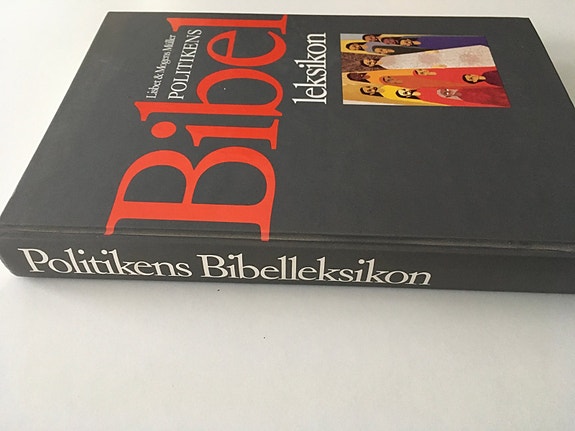 Lisbet & Mogens Müller
POLITIKENS
Bibel
leksikon
Politikens Bibelleksikon